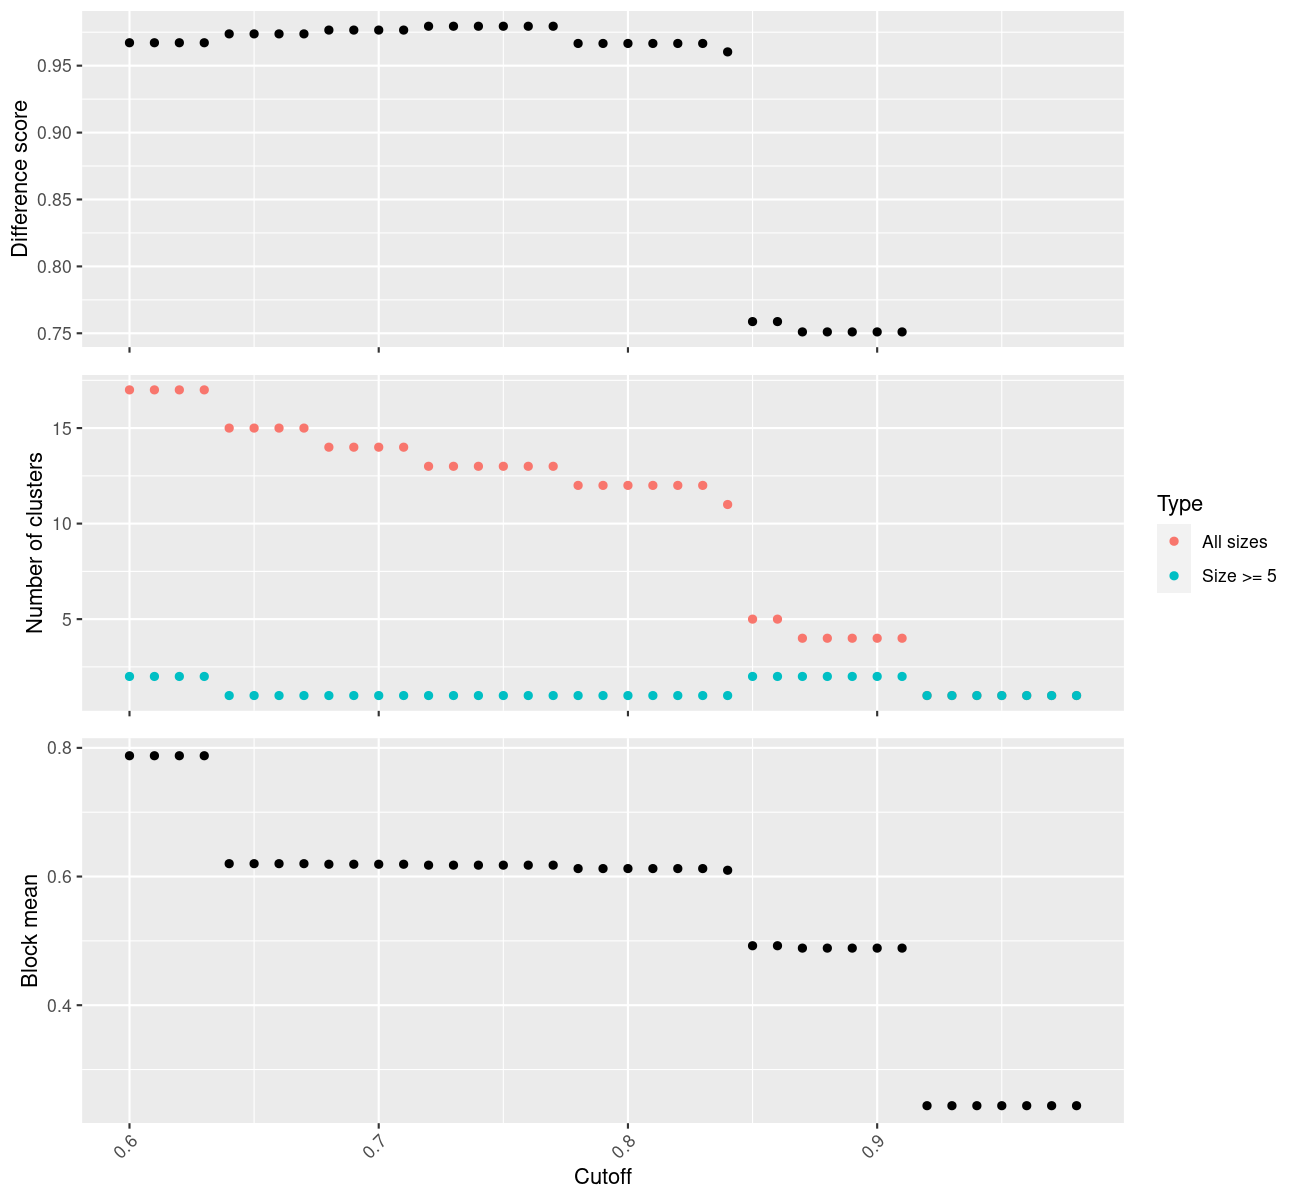 Difference score
0.95
0.90
0.85
0.80
0.75
Number of clusters
15
10
5
Type
All sizes
Size >= 5
Block mean
0.8
0.6
0.4
0.6 0.7 0.8 0.9
Cutoff